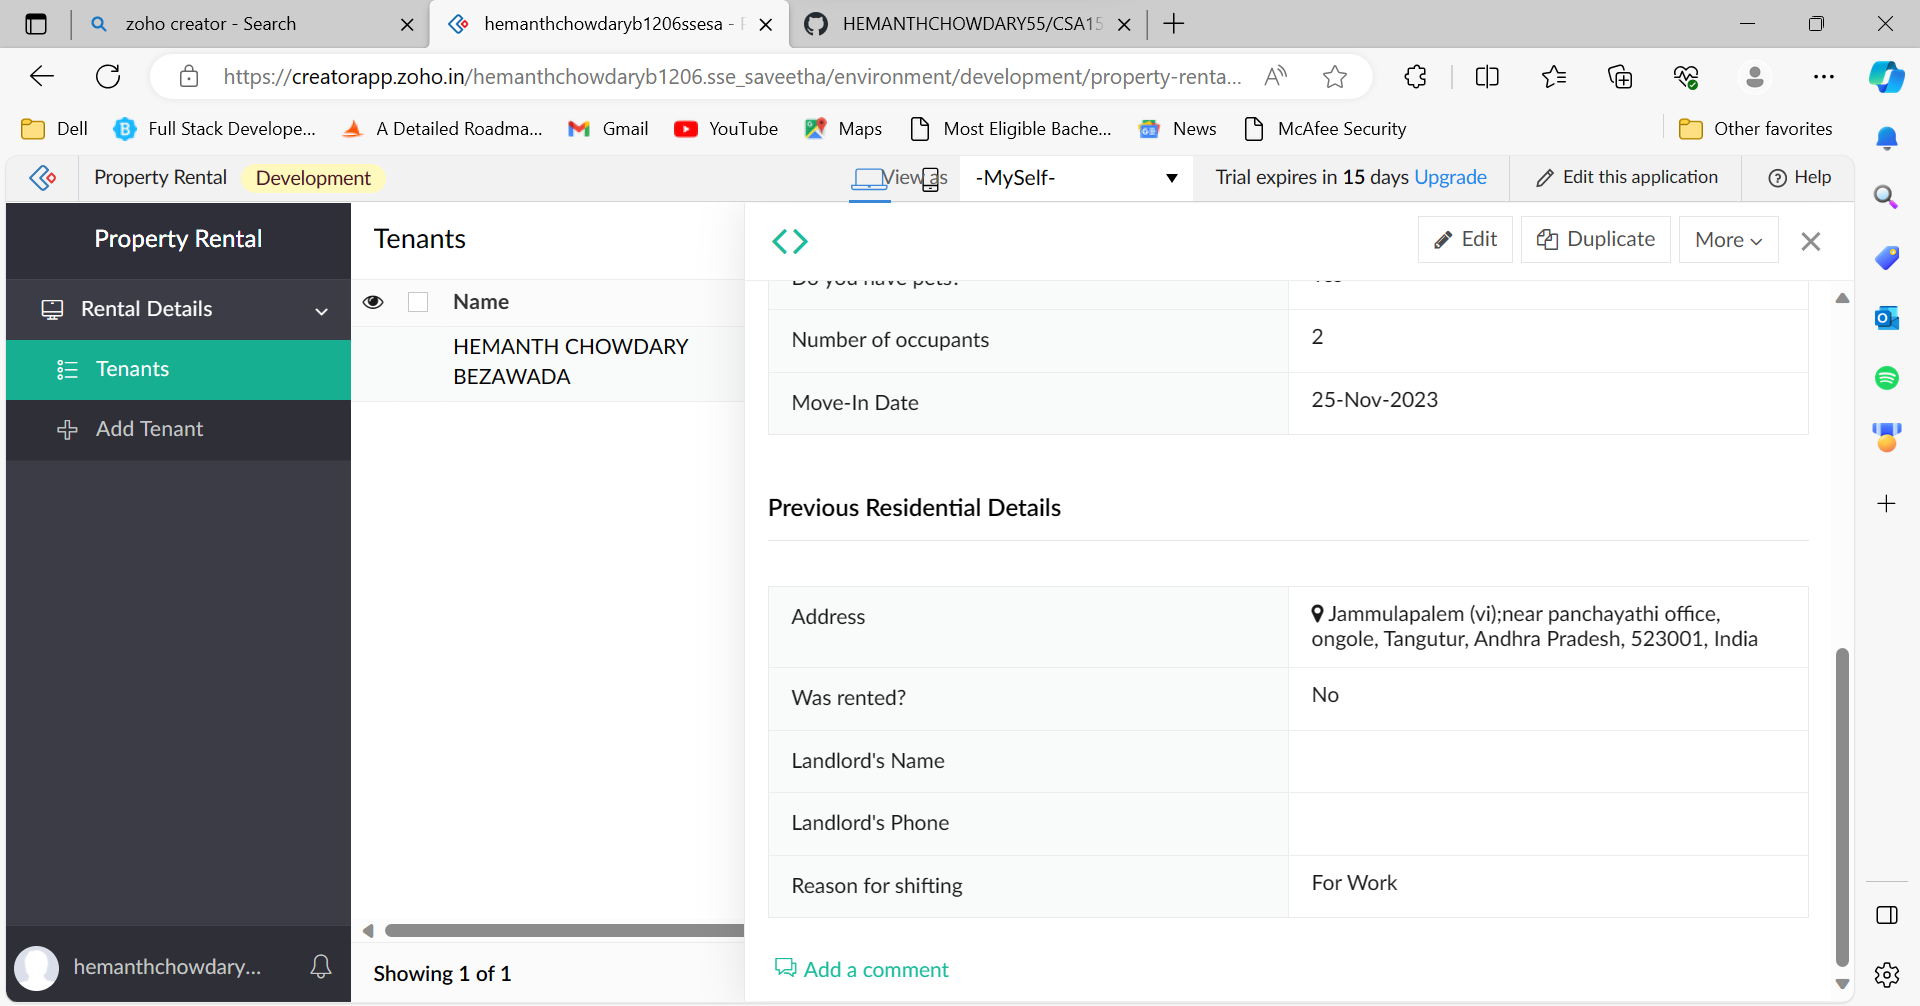 zoho creator - Search
hemanthchowdaryb1206ssesa -
HEMANTHCHOWDARY55/CSA15
https://creatorapp.zoho.in/hemanthchowdaryb1206.sse_saveetha/environment/development/property-renta...
Dell
Full Stack Develope...
A Detailed Roadma...
Gmail
YouTube
Maps
Most Eligible Bache...
News
McAfee Security
Other favorites
Property Rental
Development
View as
-MySelf-
Trial expires in 15 days Upgrade
Edit this application
Help
Property Rental
Rental Details
Tenants
Add Tenant
hemanthchowdary...
Tenants
Name
HEMANTH CHOWDARY
BEZAWADA
Showing 1 of 1
Edit
Duplicate
More
Do you have pets?
Yes
Number of occupants
2
Move-In Date
25-Nov-2023
Previous Residential Details
Address
Jammulapalem (vi);near panchayathi office,
ongole, Tangutur, Andhra Pradesh, 523001, India
Was rented?
No
Landlord's Name
Landlord's Phone
Reason for shifting
For Work
Add a comment